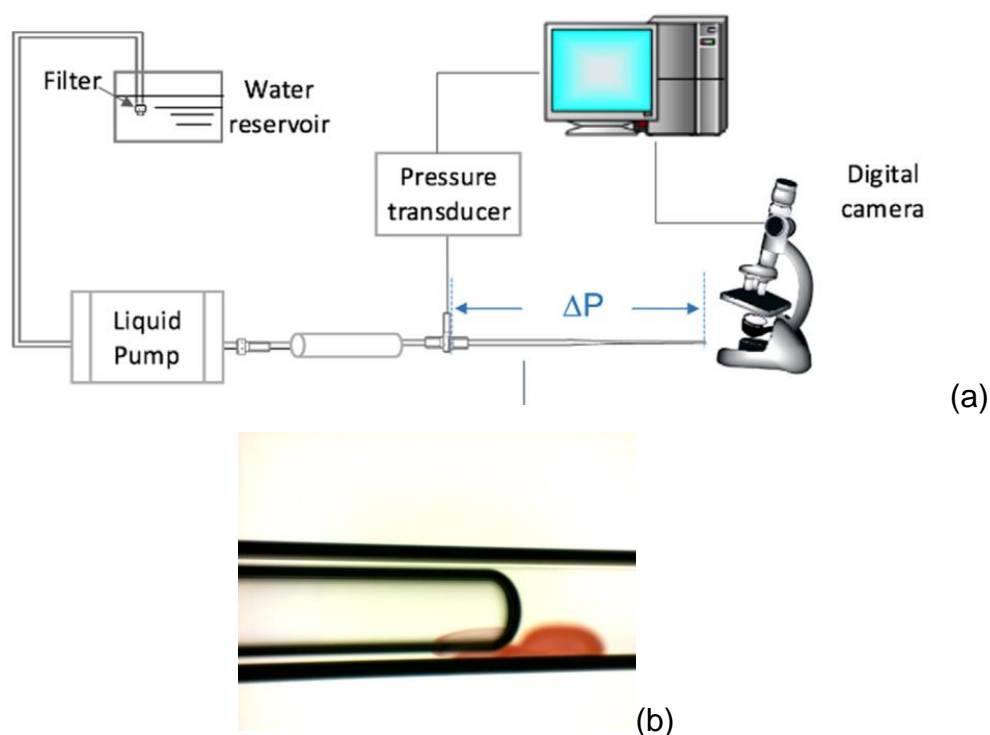 Filter
Water
reservoir
Pressure
transducer
Digital
camera
Liquid
Pump
ΔP
(a)
(b)